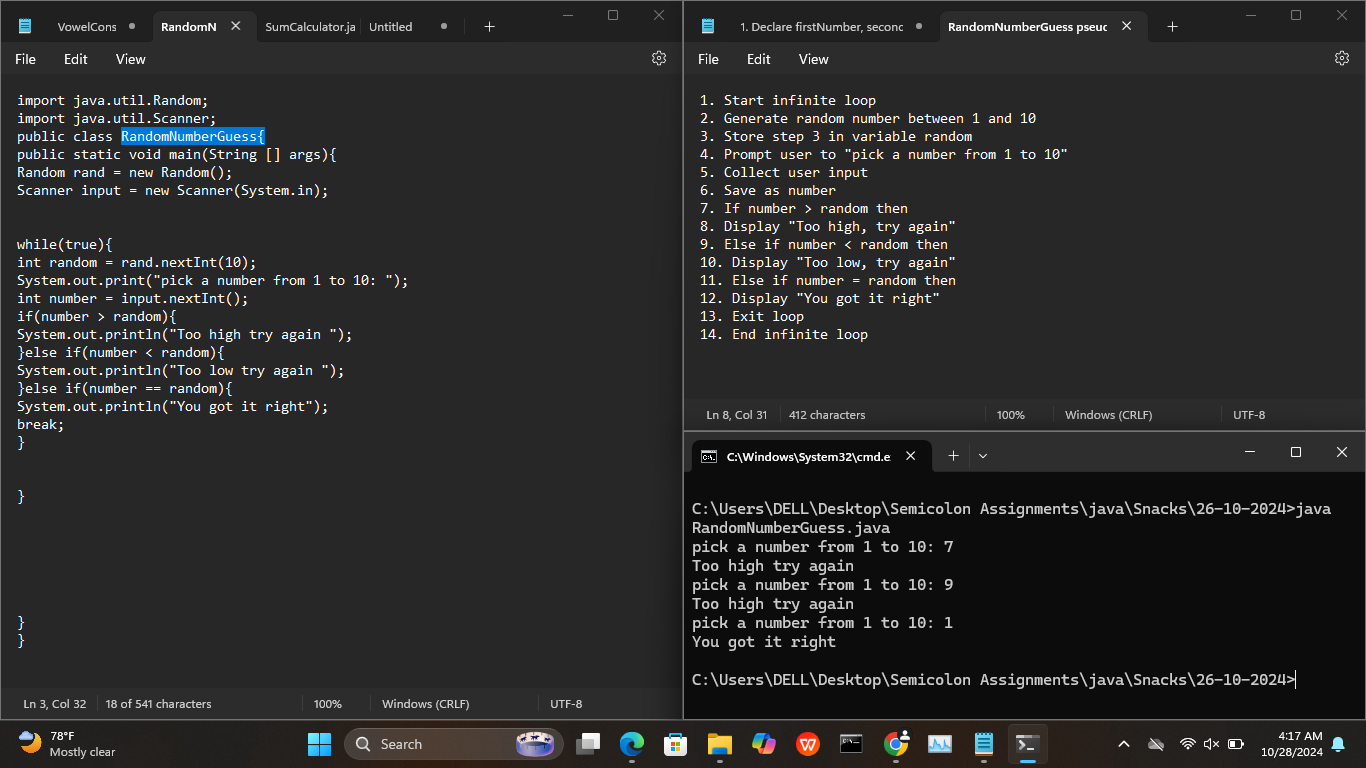 VowelCons
RandomN
SumCalculator.ja
Untitled
File Edit View
import java.util.Random;
import java.util.Scanner;
public class RandomNumberGuess{
public static void main(String [] args){
Random rand = new Random();
Scanner input = new Scanner(System.in);
while(true){
int random = rand.nextInt(10);
System.out.print("pick a number from 1 to 10: ");
int number = input.nextInt();
if(number > random){
System.out.println("Too high try again ");
}else if(number < random){
System.out.println("Too low try again ");
}else if(number == random){
System.out.println("You got it right");
break;
}
}
}
}
Ln 3, Col 32 18 of 541 characters 100% Windows (CRLF) UTF-8
1. Declare firstNumber, secon
RandomNumberGuess pseuc
File Edit View
1. Start infinite loop
2. Generate random number between 1 and 10
3. Store step 3 in variable random
4. Prompt user to "pick a number from 1 to 10"
5. Collect user input
6. Save as number
7. If number > random then
8. Display "Too high, try again"
9. Else if number < random then
10. Display "Too low, try again"
11. Else if number = random then
12. Display "You got it right"
13. Exit loop
14. End infinite loop
Ln 8, Col 31 412 characters 100% Windows (CRLF) UTF-8
C:\Windows\System32\cmd.e
C:\Users\DELL\Desktop\Semicolon Assignments\java\Snacks\26-10-2024>java
RandomNumberGuess.java
pick a number from 1 to 10: 7
Too high try again
pick a number from 1 to 10: 9
Too high try again
pick a number from 1 to 10: 1
You got it right
C:\Users\DELL\Desktop\Semicolon Assignments\java\Snacks\26-10-2024>
78°F
Mostly clear
Search
4:17 AM
10/28/2024